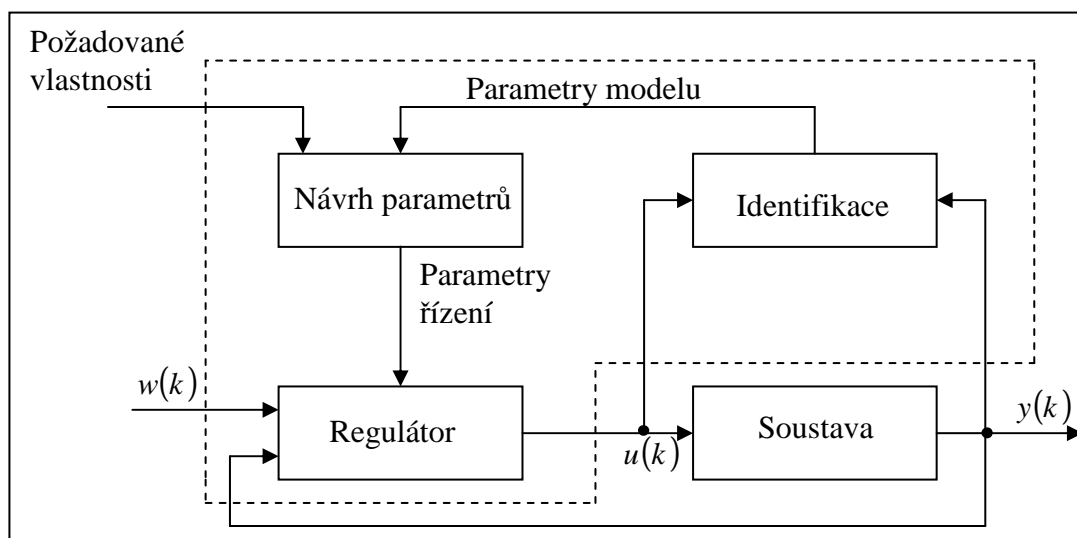 Požadované
vlastnosti
Parametry modelu
Návrh parametrů
Identifikace
Parametry
řízení
w(k)
Regulátor
u(k)
Soustava
y(k)